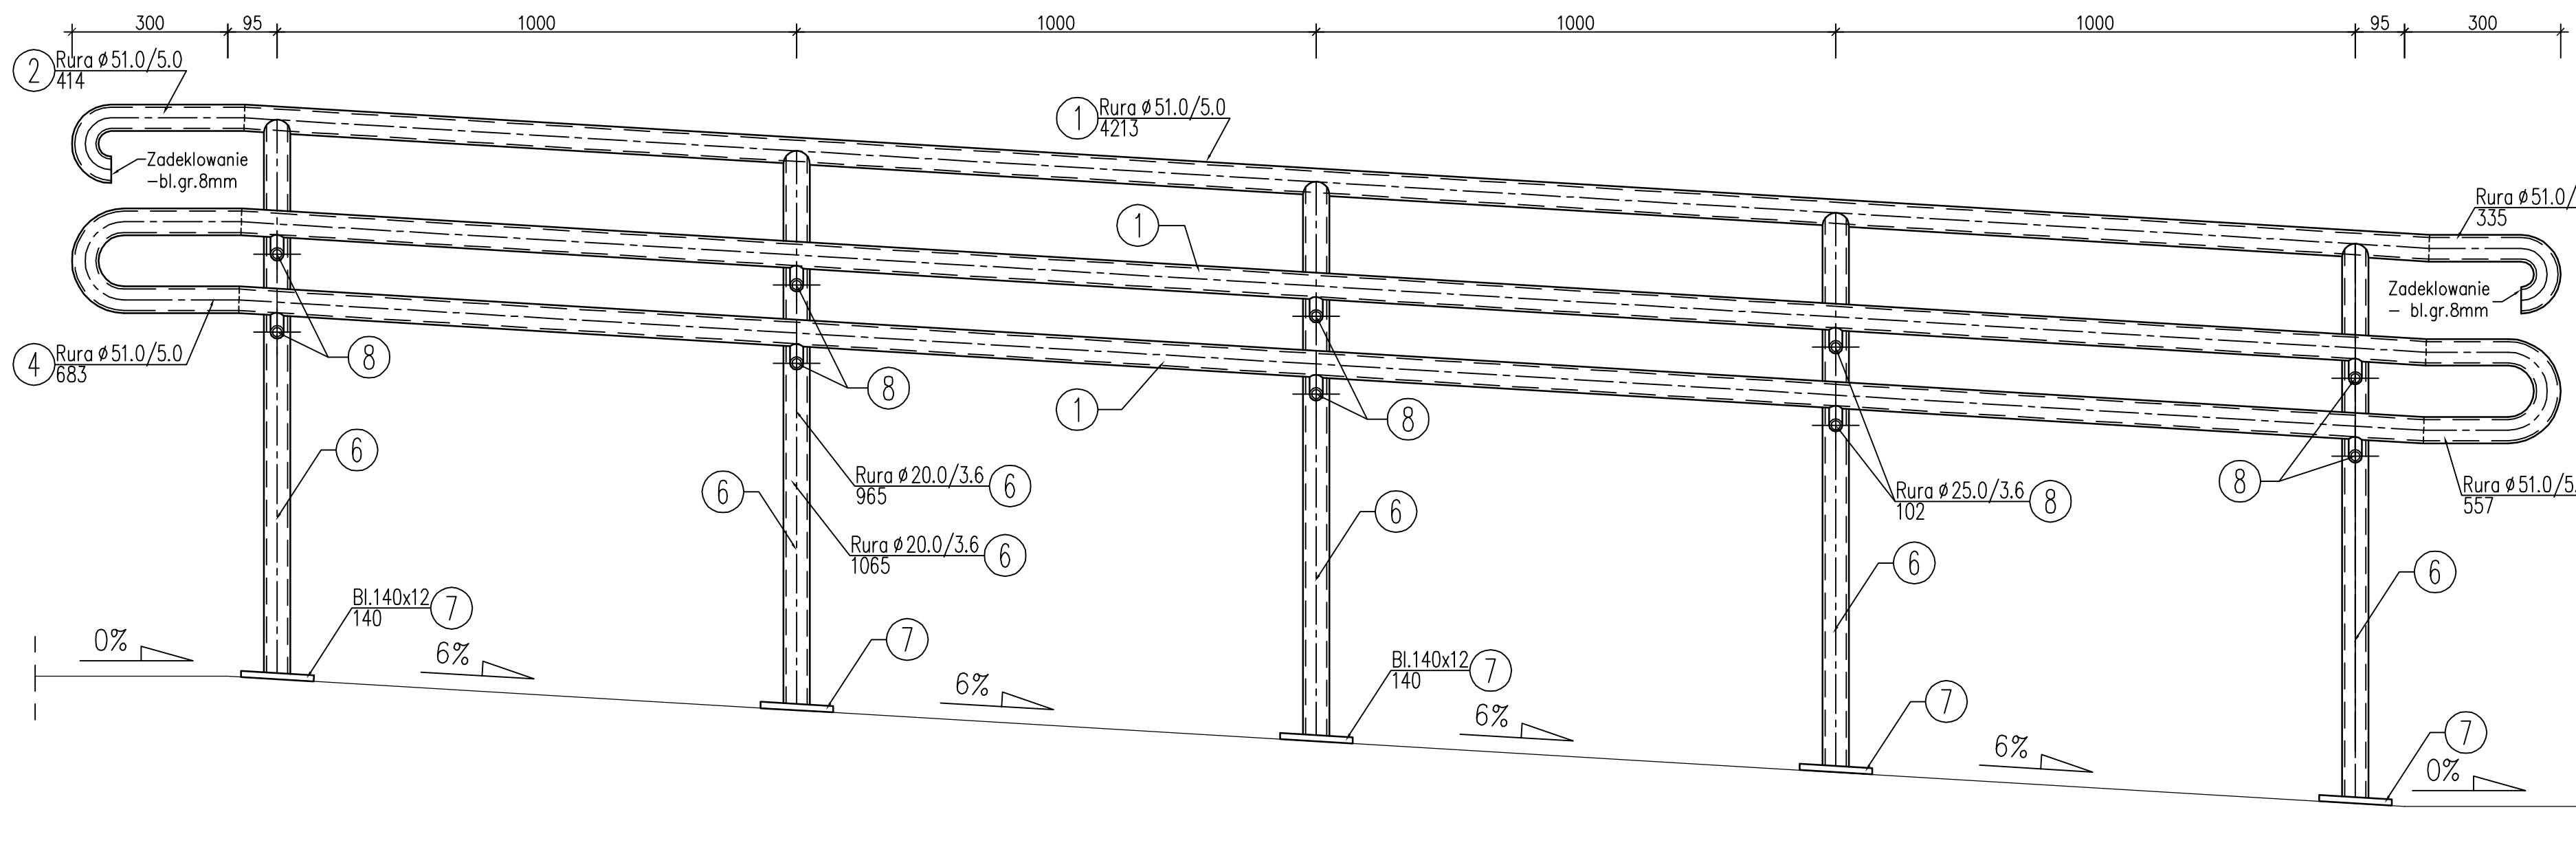 300 95 1000 1000 1000 1000 95 300
2 Rura ø51.0/5.0
414
1 Rura ø51.0/5.0
4213
Zadeklowanie
-bl.gr.8mm
Rura ø51.0/
335
1
Zadeklowanie
- bl.gr.8mm
4 Rura ø51.0/5.0
683
8
8
1
8
6
6
Rura ø20.0/3.6 6
965
6
Rura ø25.0/3.6 8
102
8
Rura ø51.0/5.
557
Rura ø20.0/3.6 6
1065
6
6
Bl.140x12 7
140
7
Bl.140x12 7
140
7
7
0%
6%
6%
6%
6%
0%